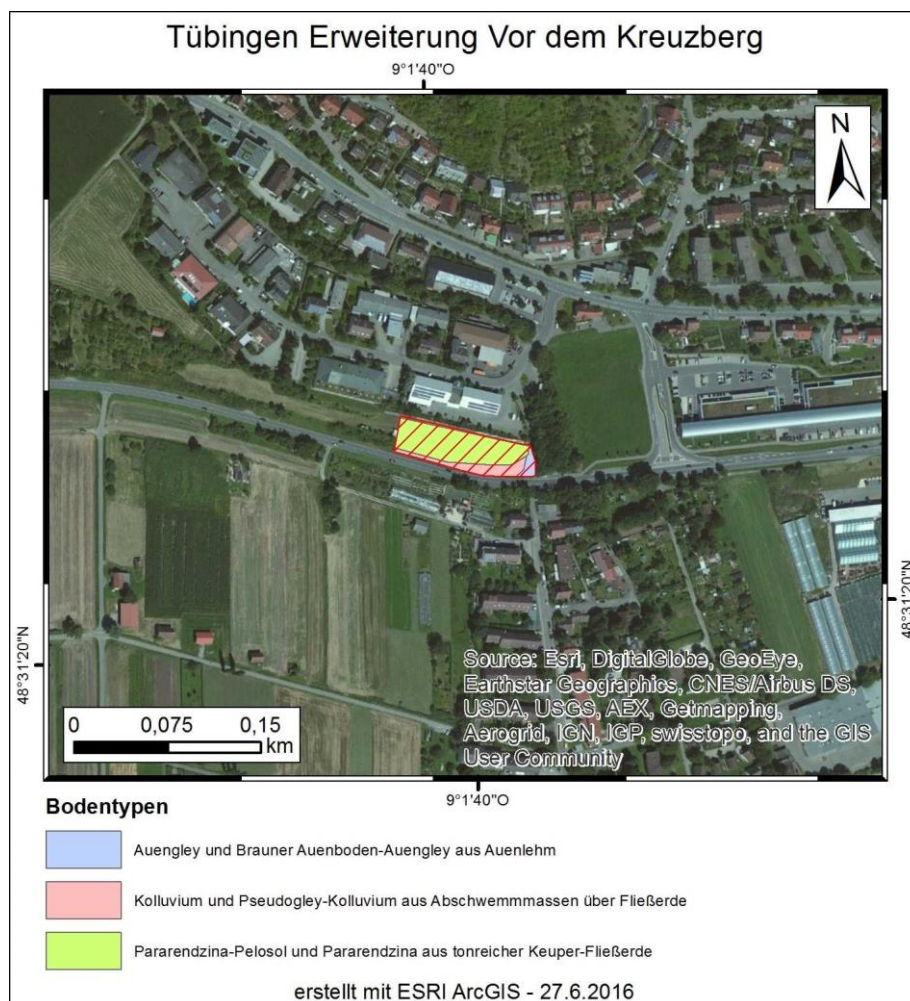 Tübingen Erweiterung Vor dem Kreuzberg
9°1'40"O
N
48°31'20"N
48°31'20"N
Source: Esri, DigitalGlobe, GeoEye,
Earthstar Geographics, CNES/Airbus DS,
USDA, USGS, AEX, Getmapping,
Aerogrid, IGN, IGP, swisstopo, and the GIS
User Community
0 0,075 0,15
km
9°1'40"O
Bodentypen
Auengley und Brauner Auenboden-Auengley aus Auenlehm
Kolluvium und Pseudogley-Kolluvium aus Abschwemmmassen über Fließerde
Pararendzina-Pelosol und Pararendzina aus tonreicher Keuper-Fließerde
erstellt mit ESRI ArcGIS - 27.6.2016